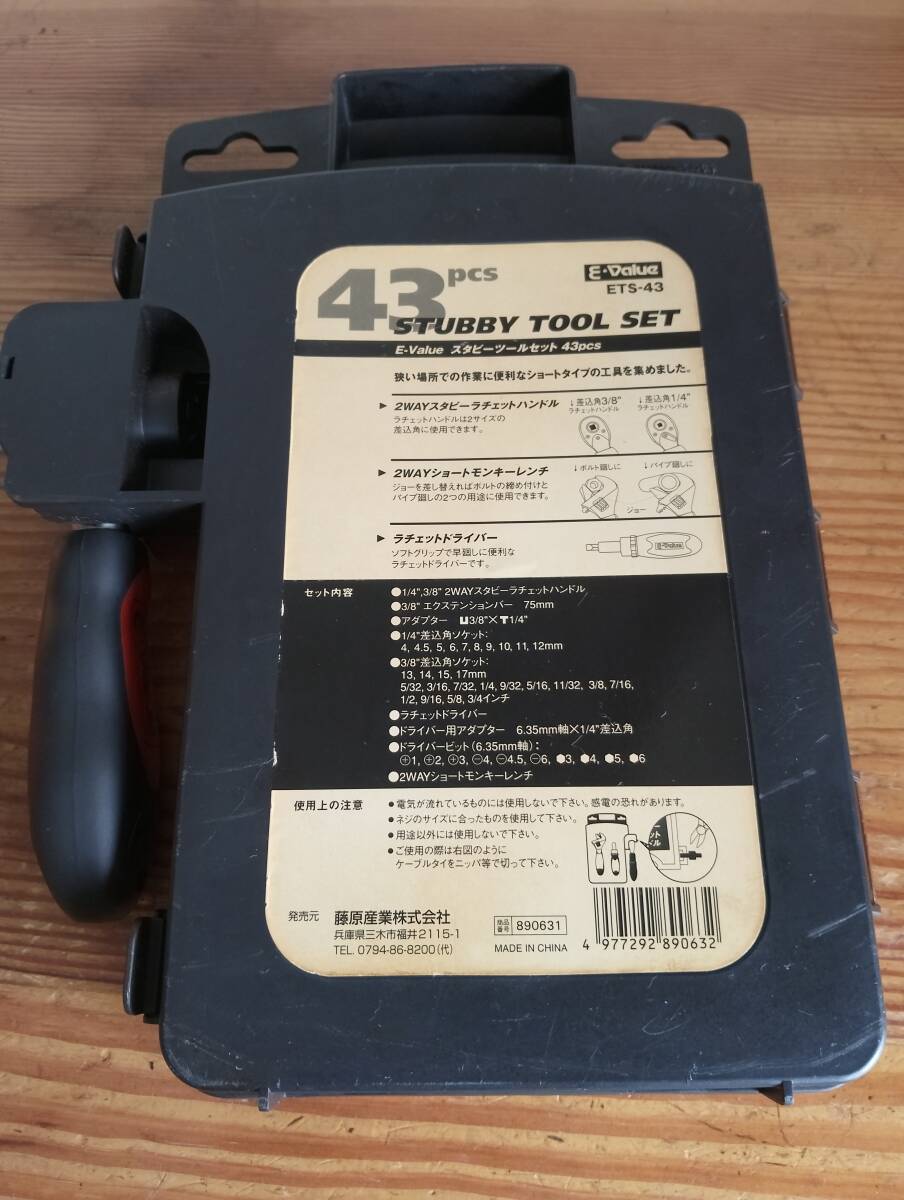 43pcs
E·Value
ETS-43
STUBBY TOOL SET
E-Value スタビーツールセット 43pcs
狭い場所での作業に便利なショートタイプの工具を集めました。
▶ 2WAYスタビーラチェットハンドル
ラチェットハンドルは2サイズの
差込角に使用できます。
↓差込角3/8"
ラチェットハンドル
↓差込角1/4"
ラチェットハンドル
▶ 2WAYショートモンキーレンチ
ジョーを差し替えればボルトの締め付けと
パイプ廻しの2つの用途に使用できます。
↓ボルト廻しに
↓パイプ廻しに
ジョー
▶ ラチェットドライバー
ソフトグリップで早廻しに便利な
ラチェットドライバーです。
E·Value
セット内容
●1/4",3/8" 2WAYスタビーラチェットハンドル
●3/8" エクステンションバー 75mm
●アダプター 3/8"×1/4"
●1/4"差込角ソケット:
4, 4.5, 5, 6, 7, 8, 9, 10, 11, 12mm
●3/8"差込角ソケット:
13, 14, 15, 17mm
5/32, 3/16, 7/32, 1/4, 9/32, 5/16, 11/32, 3/8, 7/16,
1/2, 9/16, 5/8, 3/4インチ
●ラチェットドライバー
●ドライバー用アダプター 6.35mm軸×1/4"差込角
●ドライバービット(6.35mm軸):
⊕1, ⊕2, ⊕3, ⊖4, ⊖4.5, ⊖6, ⬢3, ⬢4, ⬢5, ⬢6
●2WAYショートモンキーレンチ
使用上の注意
●電気が流れているものには使用しないで下さい。感電の恐れがあります。
●ネジのサイズに合ったものを使用して下さい。
●用途以外には使用しないで下さい。
●ご使用の際は右図のように
ケーブルタイをニッパ等で切って下さい。
発売元
藤原産業株式会社
兵庫県三木市福井2115-1
TEL. 0794-86-8200(代)
商品番号 890631
MADE IN CHINA
4 977292 890632